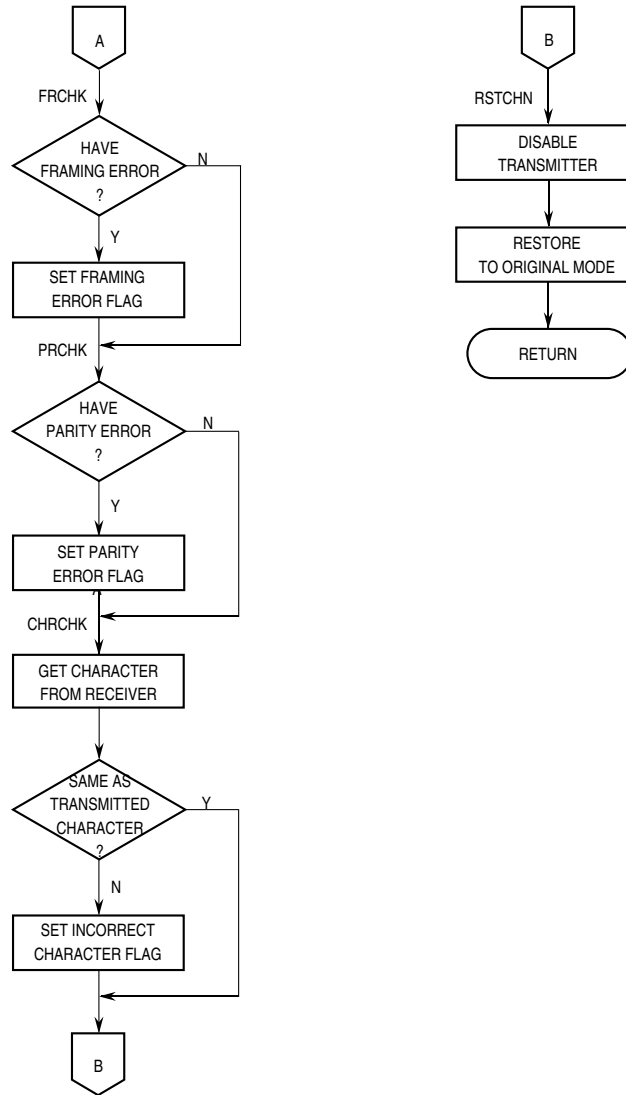 A
FRCHK
HAVE
FRAMING ERROR
?
N
Y
SET FRAMING
ERROR FLAG
PRCHK
HAVE
PARITY ERROR
?
N
Y
SET PARITY
ERROR FLAG
A
CHRCHK
GET CHARACTER
FROM RECEIVER
SAME AS
TRANSMITTED
CHARACTER
?
Y
N
SET INCORRECT
CHARACTER FLAG
B
B
RSTCHN
DISABLE
TRANSMITTER
RESTORE
TO ORIGINAL MODE
RETURN